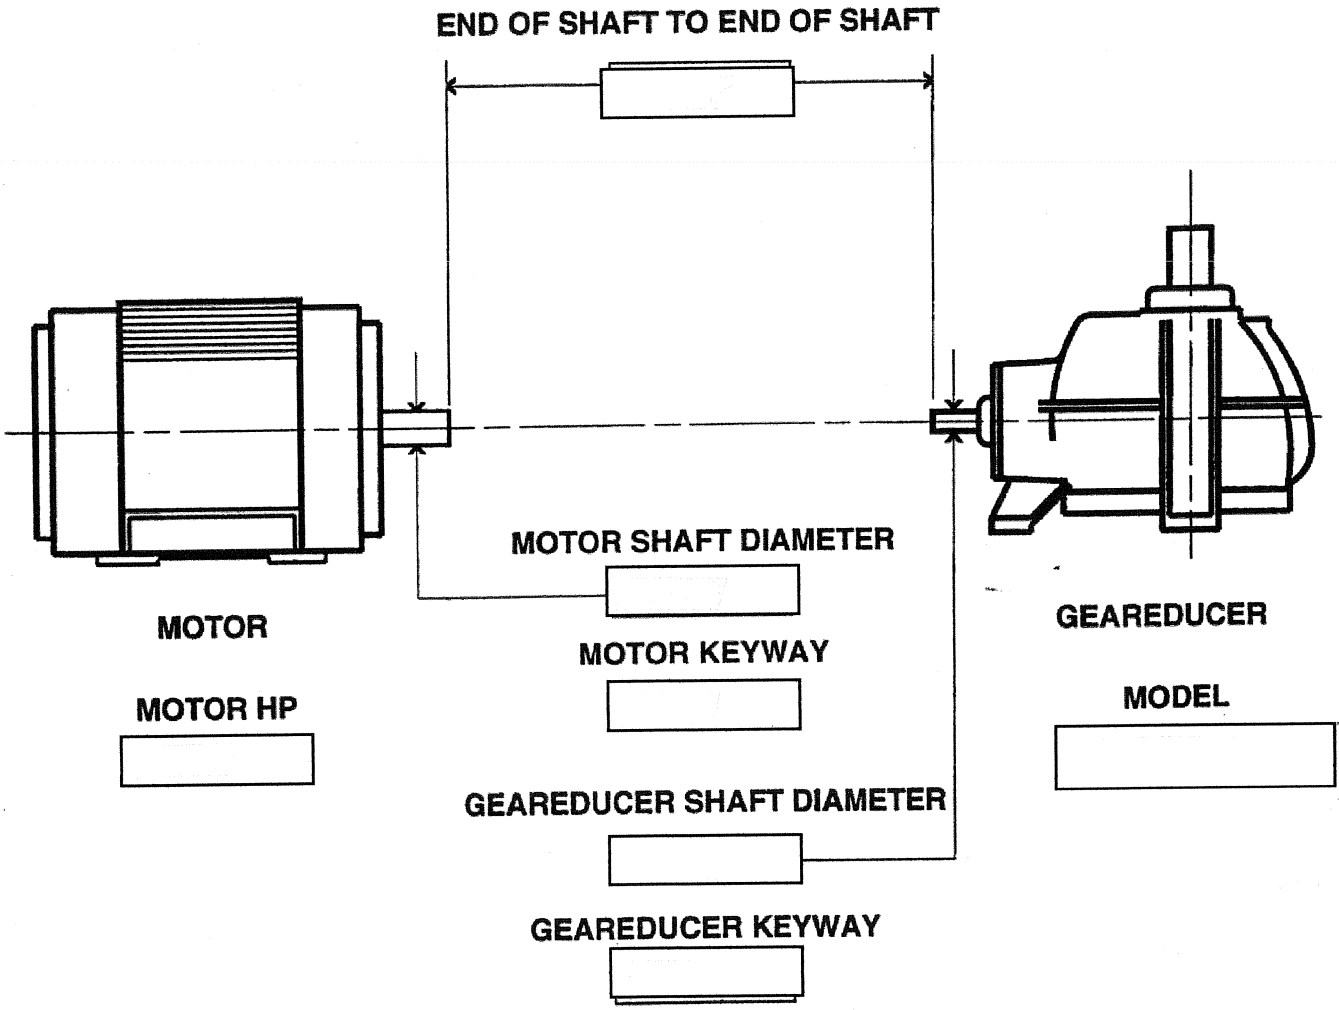 END OF SHAFT TO END OF SHAFT
MOTOR SHAFT DIAMETER
MOTOR
GEAREDUCER
MOTOR KEYWAY
MOTOR HP
MODEL
GEAREDUCER SHAFT DIAMETER
GEAREDUCER KEYWAY